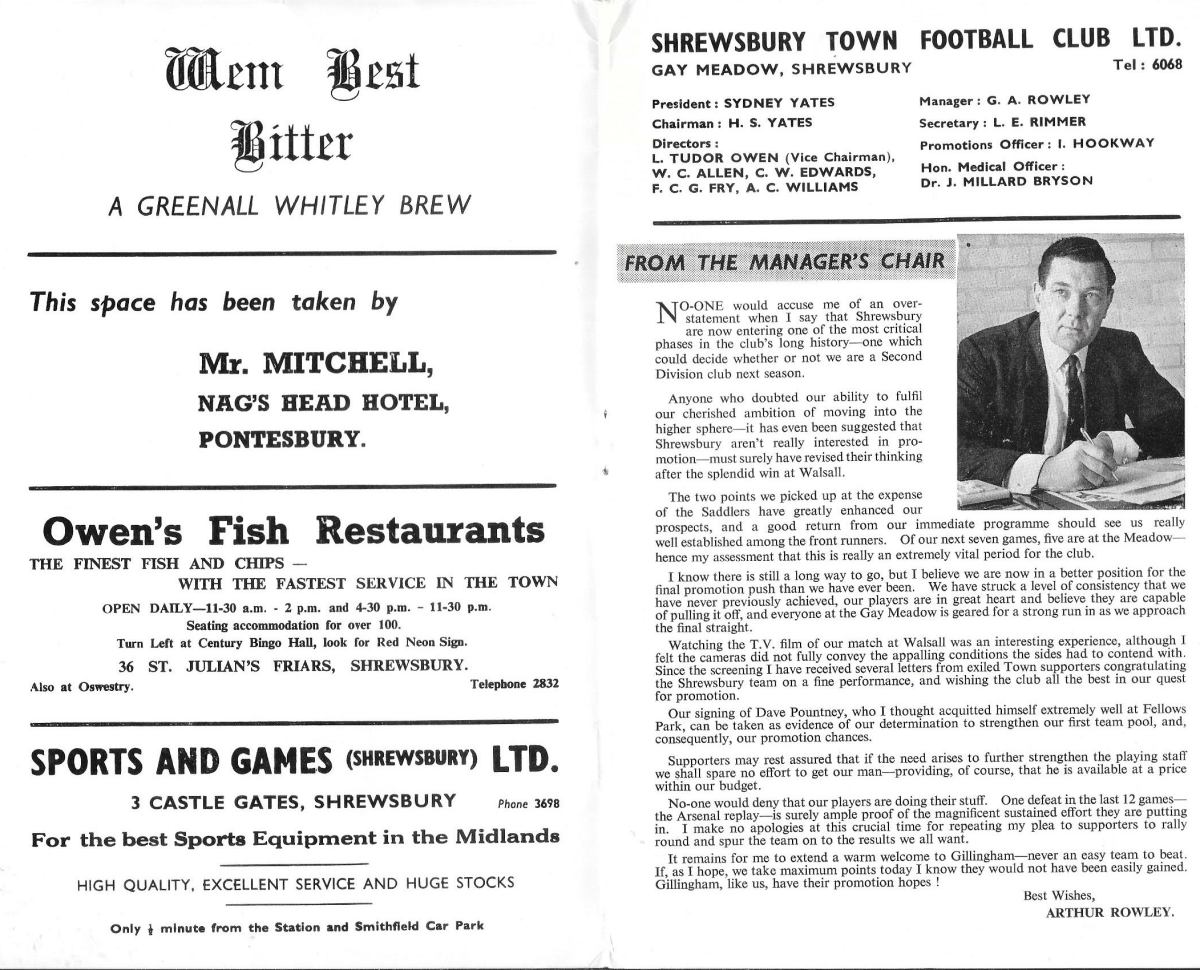 Wem Best
Bitter
A GREENALL WHITLEY BREW
This space has been taken by
Mr. MITCHELL,
NAG'S HEAD HOTEL,
PONTESBURY.
Owen's Fish Restaurants
THE FINEST FISH AND CHIPS —
WITH THE FASTEST SERVICE IN THE TOWN
OPEN DAILY—11-30 a.m. - 2 p.m. and 4-30 p.m. - 11-30 p.m.
Seating accommodation for over 100.
Turn Left at Century Bingo Hall, look for Red Neon Sign.
36 ST. JULIAN'S FRIARS, SHREWSBURY.
Also at Oswestry. Telephone 2832
SPORTS AND GAMES (SHREWSBURY) LTD.
3 CASTLE GATES, SHREWSBURY Phone 3698
For the best Sports Equipment in the Midlands
HIGH QUALITY, EXCELLENT SERVICE AND HUGE STOCKS
Only ½ minute from the Station and Smithfield Car Park
SHREWSBURY TOWN FOOTBALL CLUB LTD.
GAY MEADOW, SHREWSBURY Tel : 6068
President : SYDNEY YATES
Chairman : H. S. YATES
Directors :
L. TUDOR OWEN (Vice Chairman),
W. C. ALLEN, C. W. EDWARDS,
F. C. G. FRY, A. C. WILLIAMS
Manager : G. A. ROWLEY
Secretary : L. E. RIMMER
Promotions Officer : I. HOOKWAY
Hon. Medical Officer :
Dr. J. MILLARD BRYSON
FROM THE MANAGER'S CHAIR
NO-ONE would accuse me of an over-
statement when I say that Shrewsbury
are now entering one of the most critical
phases in the club's long history—one which
could decide whether or not we are a Second
Division club next season.
Anyone who doubted our ability to fulfil
our cherished ambition of moving into the
higher sphere—it has even been suggested that
Shrewsbury aren't really interested in pro-
motion—must surely have revised their thinking
after the splendid win at Walsall.
The two points we picked up at the expense
of the Saddlers have greatly enhanced our
prospects, and a good return from our immediate programme should see us really
well established among the front runners. Of our next seven games, five are at the Meadow—
hence my assessment that this is really an extremely vital period for the club.
I know there is still a long way to go, but I believe we are now in a better position for the
final promotion push than we have ever been. We have struck a level of consistency that we
have never previously achieved, our players are in great heart and believe they are capable
of pulling it off, and everyone at the Gay Meadow is geared for a strong run in as we approach
the final straight.
Watching the T.V. film of our match at Walsall was an interesting experience, although I
felt the cameras did not fully convey the appalling conditions the sides had to contend with.
Since the screening I have received several letters from exiled Town supporters congratulating
the Shrewsbury team on a fine performance, and wishing the club all the best in our quest
for promotion.
Our signing of Dave Pountney, who I thought acquitted himself extremely well at Fellows
Park, can be taken as evidence of our determination to strengthen our first team pool, and,
consequently, our promotion chances.
Supporters may rest assured that if the need arises to further strengthen the playing staff
we shall spare no effort to get our man—providing, of course, that he is available at a price
within our budget.
No-one would deny that our players are doing their stuff. One defeat in the last 12 games—
the Arsenal replay—is surely ample proof of the magnificent sustained effort they are putting
in. I make no apologies at this crucial time for repeating my plea to supporters to rally
round and spur the team on to the results we all want.
It remains for me to extend a warm welcome to Gillingham—never an easy team to beat.
If, as I hope, we take maximum points today I know they would not have been easily gained.
Gillingham, like us, have their promotion hopes !
Best Wishes,
ARTHUR ROWLEY.